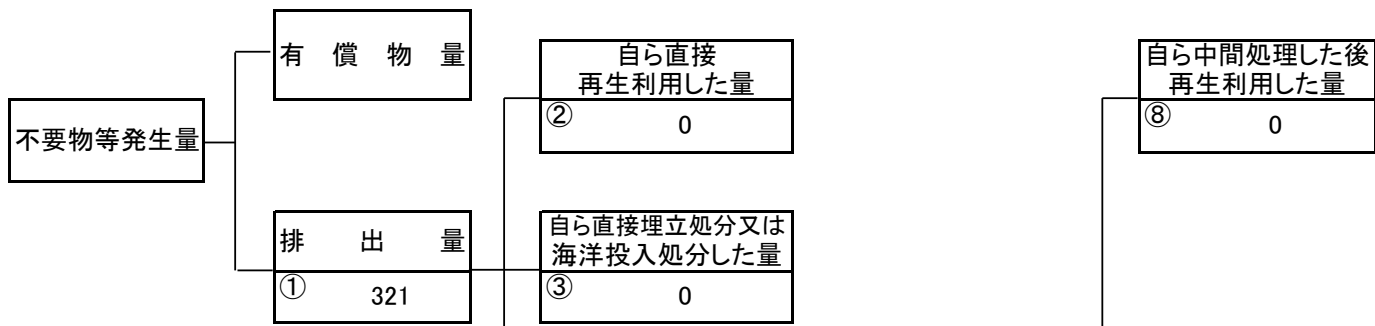 有償物量
自ら直接
再生利用した量
② 0
自ら中間処理した後
再生利用した量
⑧ 0
不要物等発生量
排出量
① 321
自ら直接埋立処分又は
海洋投入処分した量
③ 0